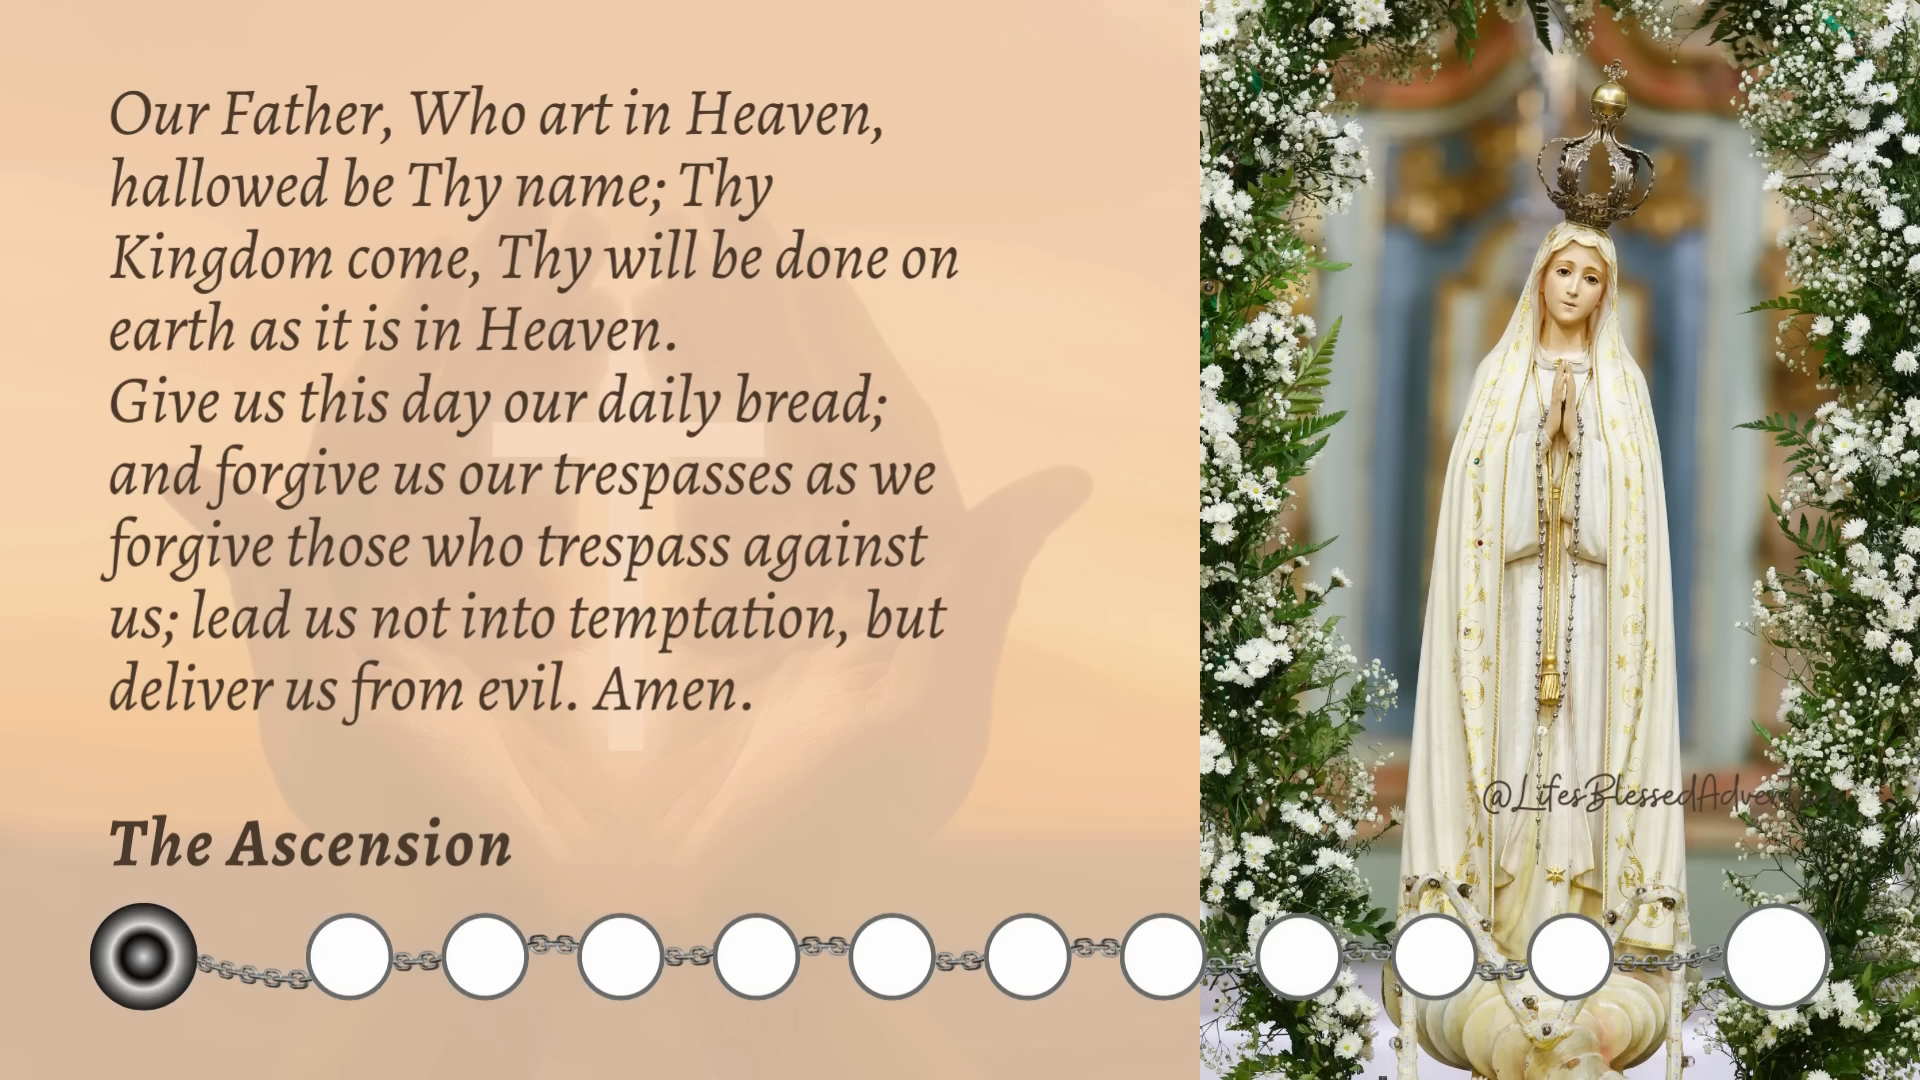 Our Father, Who art in Heaven,
hallowed be Thy name; Thy
Kingdom come, Thy will be done on
earth as it is in Heaven.
Give us this day our daily bread;
and forgive us our trespasses as we
forgive those who trespass against
us; lead us not into temptation, but
deliver us from evil. Amen.
The Ascension